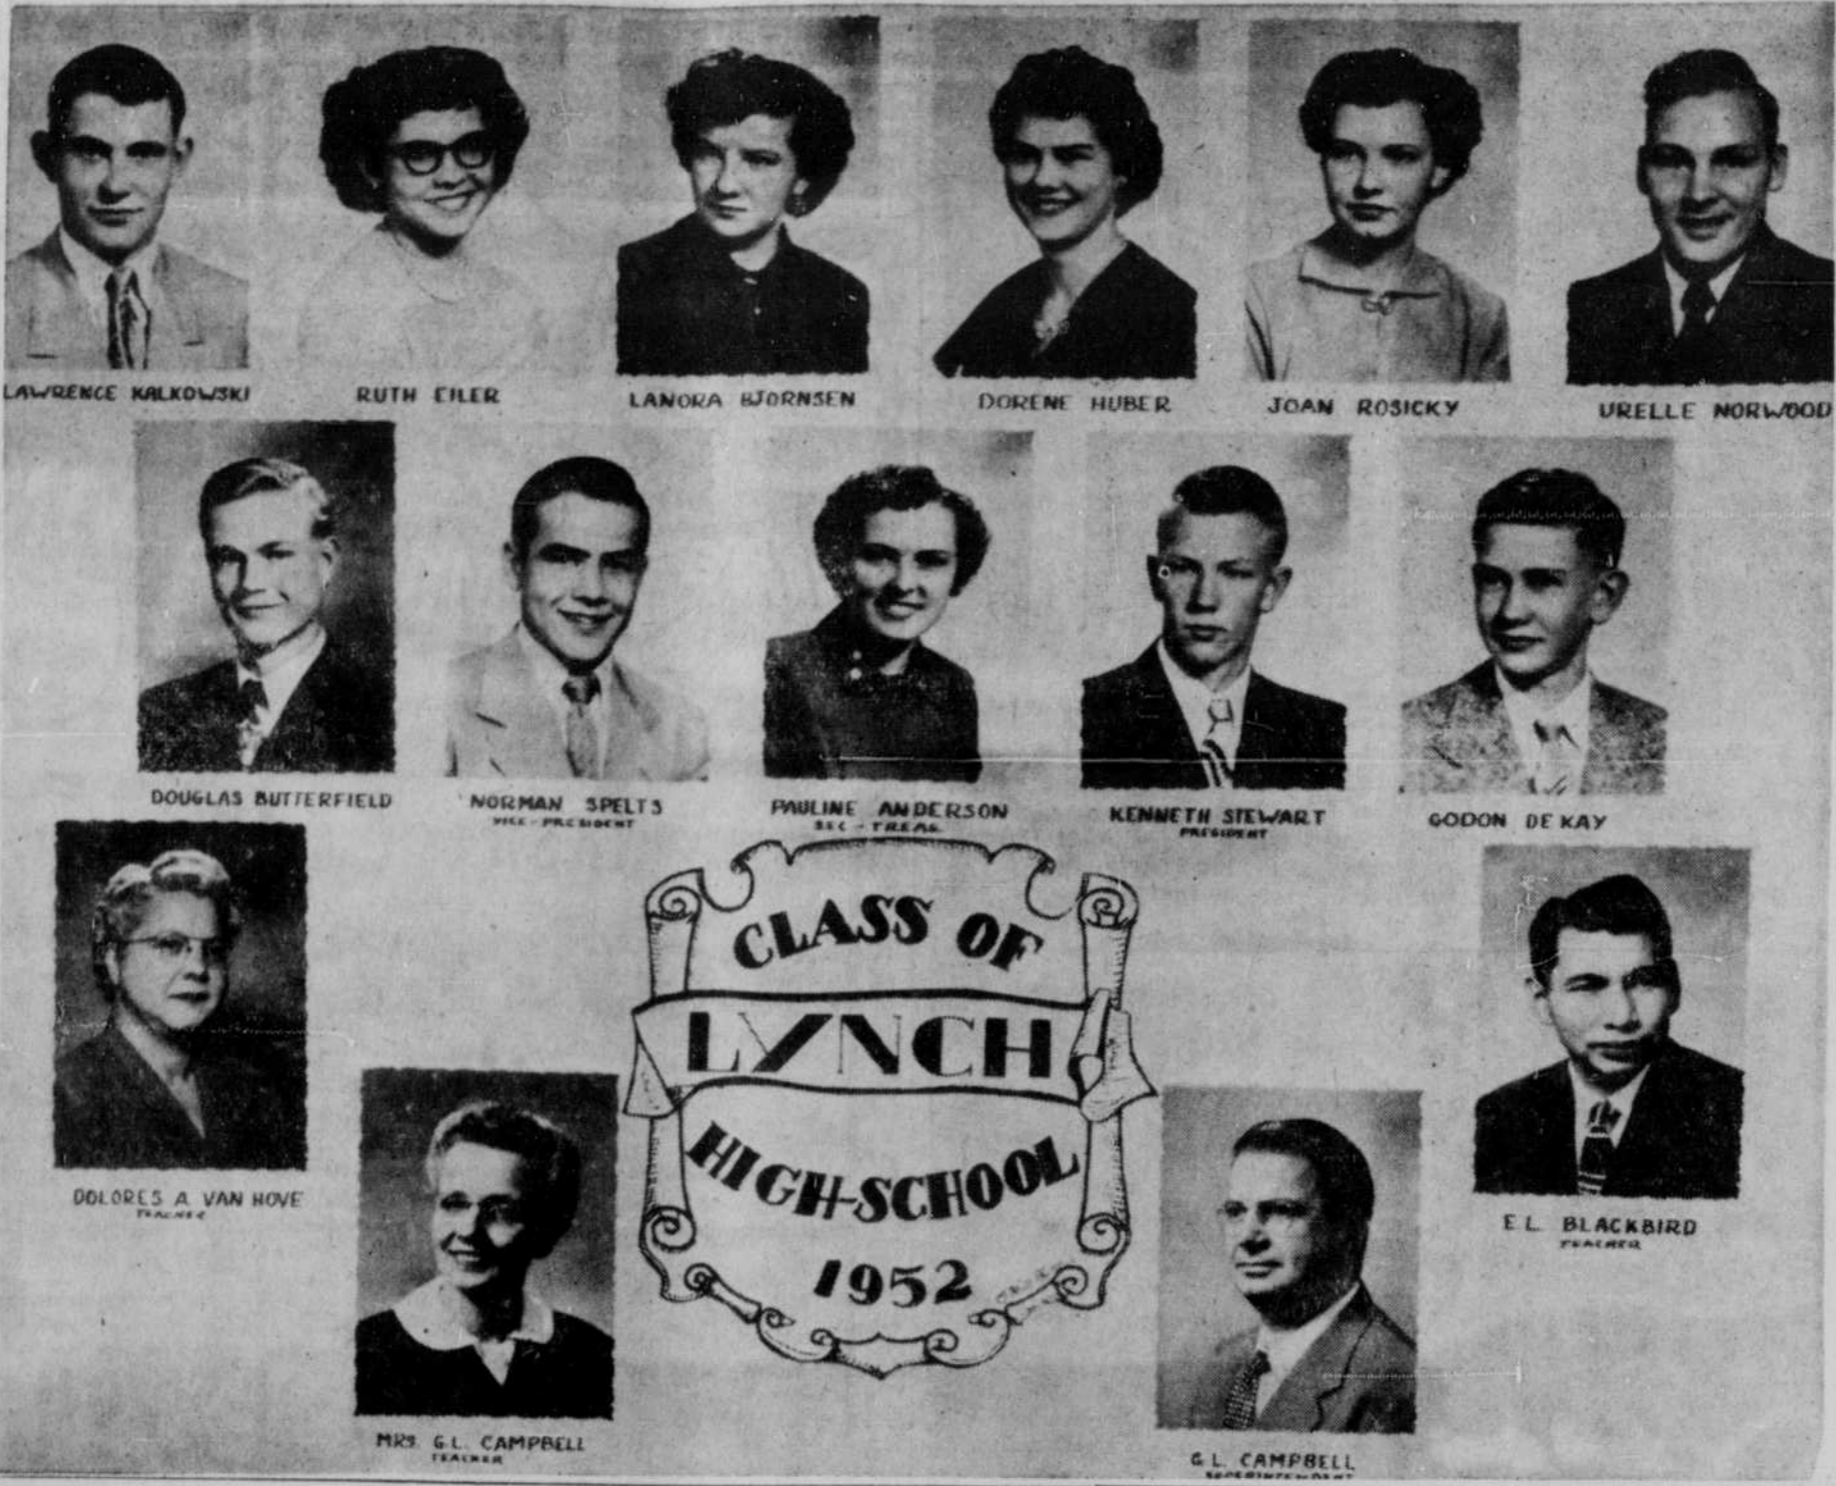 LAWRENCE KALKOWSKI
RUTH EILER
LANORA BJORNSEN
DORENE HUBER
JOAN ROSICKY
URELLE NORWOOD
DOUGLAS BUTTERFIELD
NORMAN SPELTS
VICE-PRESIDENT
PAULINE ANDERSON
SEC-TREAS.
KENNETH STEWART
PRESIDENT
GODON DE KAY
CLASS OF
LYNCH
HIGH-SCHOOL
1952
DOLORES A. VAN HOVE
TEACHER
MRS. G.L. CAMPBELL
TEACHER
G.L. CAMPBELL
SUPERINTENDANT
E.L. BLACKBIRD
TEACHER